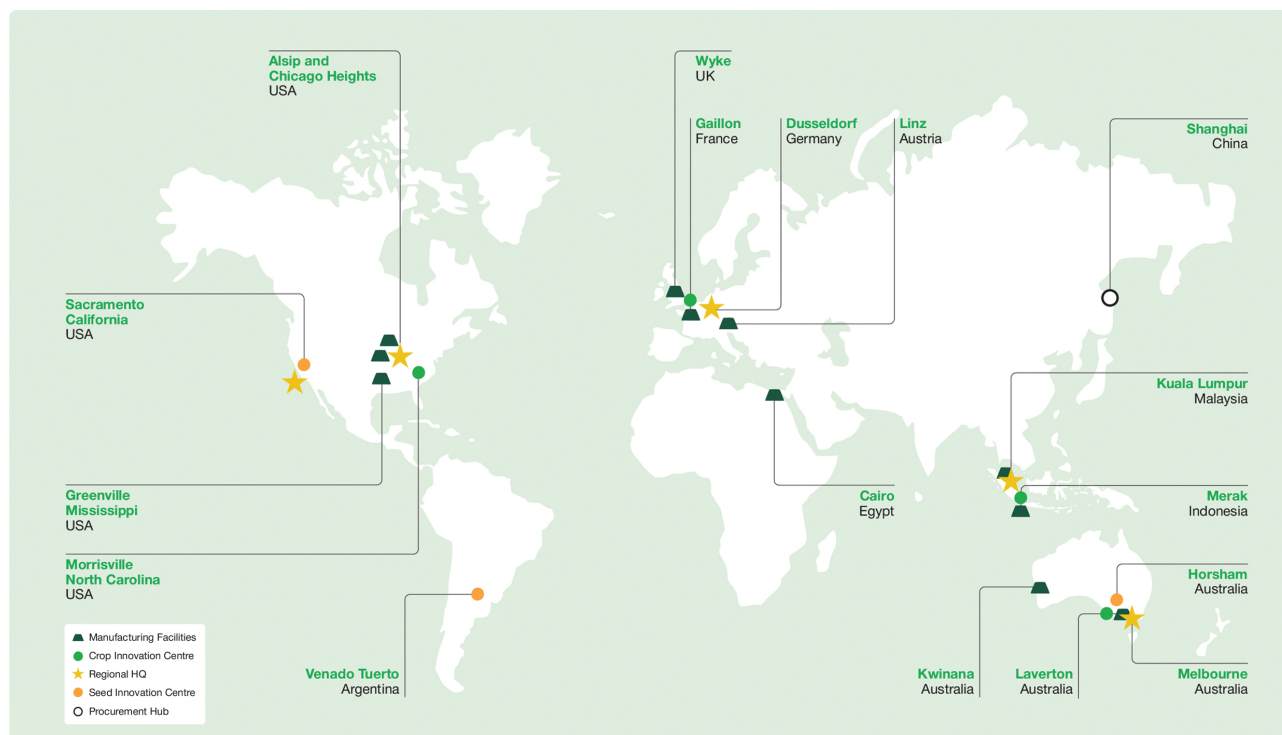 Alsip and
Chicago Heights
USA
Wyke
UK
Gaillon
France
Dusseldorf
Germany
Linz
Austria
Shanghai
China
Sacramento
California
USA
Kuala Lumpur
Malaysia
Greenville
Mississippi
USA
Cairo
Egypt
Merak
Indonesia
Morrisville
North Carolina
USA
Horsham
Australia
Venado Tuerto
Argentina
Kwinana
Australia
Laverton
Australia
Melbourne
Australia
Manufacturing Facilities
Crop Innovation Centre
Regional HQ
Seed Innovation Centre
Procurement Hub